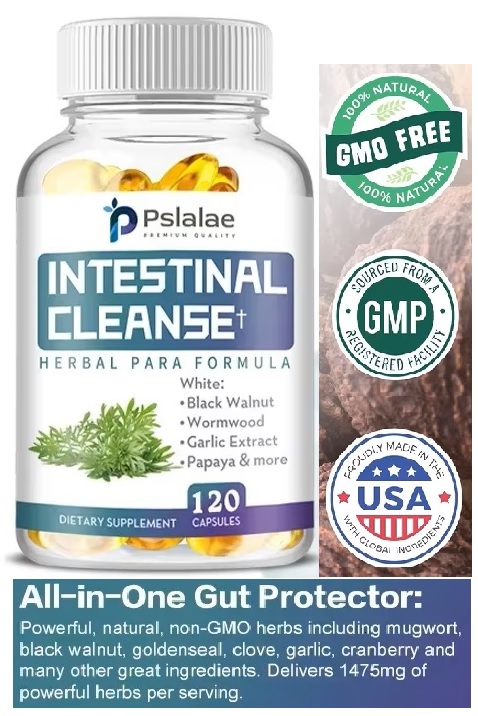 Pslalae
PREMIUM QUALITY
INTESTINAL
CLEANSE†
HERBAL PARA FORMULA
White:
•Black Walnut
•Wormwood
•Garlic Extract
•Papaya & more
120
CAPSULES
DIETARY SUPPLEMENT
100% NATURAL
GMO FREE
100% NATURAL
SOURCED FROM A
GMP
REGISTERED FACILITY
PROUDLY MADE IN THE
USA
WITH GLOBAL INGREDIENTS
All-in-One Gut Protector:
Powerful, natural, non-GMO herbs including mugwort,
black walnut, goldenseal, clove, garlic, cranberry and
many other great ingredients. Delivers 1475mg of
powerful herbs per serving.